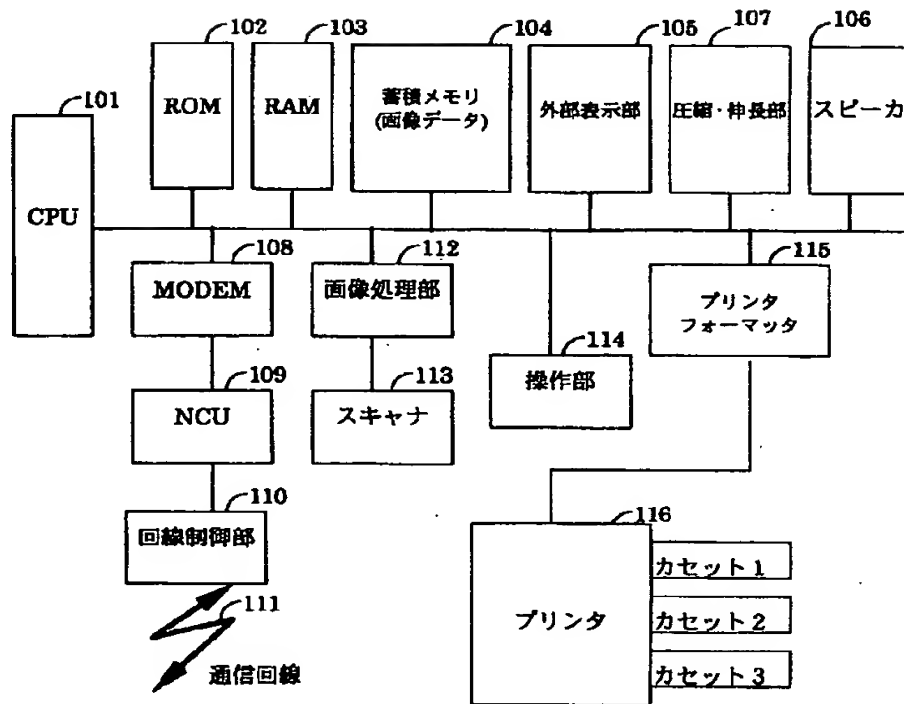 101
CPU
102
ROM
103
RAM
104
蓄積メモリ
(画像データ)
105
外部表示部
107
圧縮・伸長部
106
スピーカ
108
MODEM
112
画像処理部
115
プリンタ
フォーマッタ
109
NCU
113
スキャナ
114
操作部
110
回線制御部
111
通信回線
116
プリンタ
カセット1
カセット2
カセット3